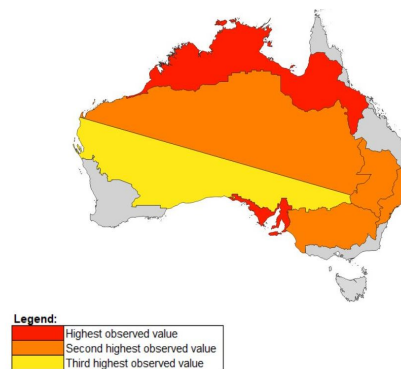 Legend:
Highest observed value
Second highest observed value
Third highest observed value